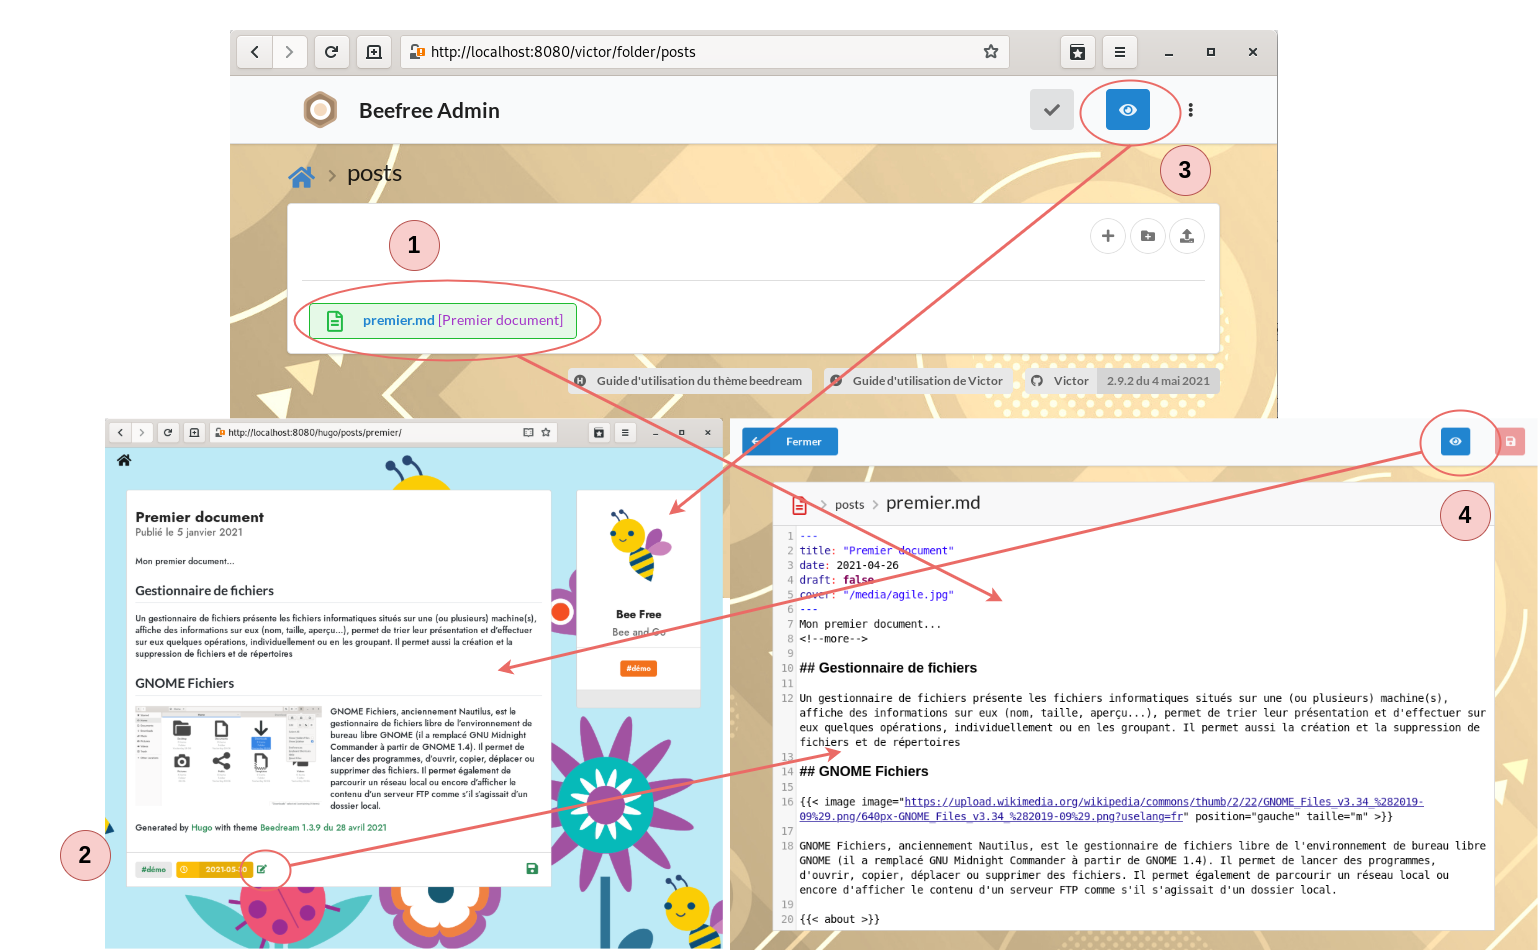 http://localhost:8080/victor/folder/posts
Beefree Admin
3
posts
1
premier.md [Premier document]
Guide d'utilisation du thème beedream
Guide d'utilisation de Victor
Victor 2.9.2 du 4 mai 2021
http://localhost:8080/hugo/posts/premier/
Premier document
Publié le 5 janvier 2021
Mon premier document...
Gestionnaire de fichiers
Un gestionnaire de fichiers présente les fichiers informatiques situés sur une (ou plusieurs) machine(s),
affiche des informations sur eux (nom, taille, aperçu…), permet de trier leur présentation et d'effectuer
sur eux quelques opérations, individuellement ou en les groupant. Il permet aussi la création et la
suppression de fichiers et de répertoires
GNOME Fichiers
GNOME Fichiers, anciennement Nautilus, est le
gestionnaire de fichiers libre de l'environnement de
bureau libre GNOME (il a remplacé GNU Midnight
Commander à partir de GNOME 1.4). Il permet de
lancer des programmes, d'ouvrir, copier, déplacer ou
supprimer des fichiers. Il permet également de
parcourir un réseau local ou encore d'afficher le
contenu d'un serveur FTP comme s'il s'agissait d'un
dossier local.
Generated by Hugo with theme Beedream 1.3.9 du 28 avril 2021
2
#démo
2021-05-30
Bee Free
Bee and Go
#démo
Fermer
4
posts
premier.md
1 ---
2 title: "Premier document"
3 date: 2021-04-26
4 draft: false
5 cover: "/media/agile.jpg"
6 ---
7 Mon premier document...
8 <!--more-->
9
10 ## Gestionnaire de fichiers
11
12 Un gestionnaire de fichiers présente les fichiers informatiques situés sur une (ou plusieurs) machine(s),
affiche des informations sur eux (nom, taille, aperçu...), permet de trier leur présentation et d'effectuer sur
eux quelques opérations, individuellement ou en les groupant. Il permet aussi la création et la suppression de
fichiers et de répertoires
13
14 ## GNOME Fichiers
15
16 {{< image image="https://upload.wikimedia.org/wikipedia/commons/thumb/2/22/GNOME_Files_v3.34_%282019-
09%29.png/640px-GNOME_Files_v3.34_%282019-09%29.png?uselang=fr" position="gauche" taille="m" >}}
17
18 GNOME Fichiers, anciennement Nautilus, est le gestionnaire de fichiers libre de l'environnement de bureau libre
GNOME (il a remplacé GNU Midnight Commander à partir de GNOME 1.4). Il permet de lancer des programmes,
d'ouvrir, copier, déplacer ou supprimer des fichiers. Il permet également de parcourir un réseau local ou
encore d'afficher le contenu d'un serveur FTP comme s'il s'agissait d'un dossier local.
19
20 {{< about >}}